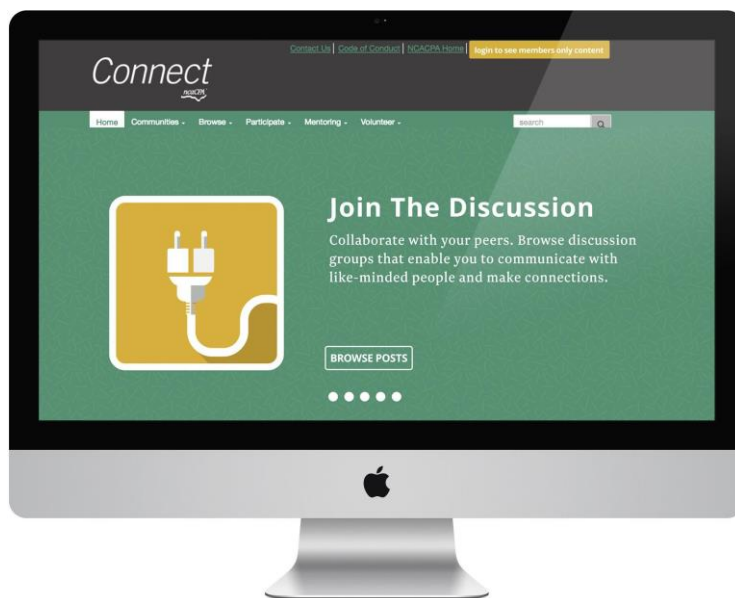 Contact Us | Code of Conduct | NCACPA Home | login to see members only content
Connect
ncacpa
Home Communities Browse Participate Mentoring Volunteer search
Join The Discussion
Collaborate with your peers. Browse discussion
groups that enable you to communicate with
like-minded people and make connections.
BROWSE POSTS